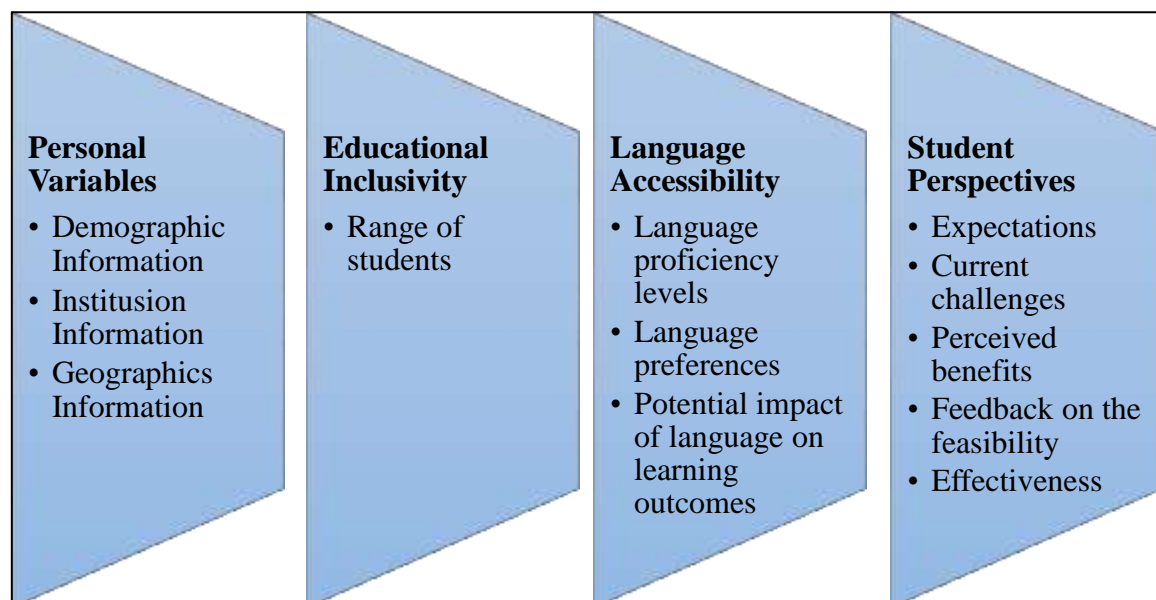 Personal
Variables
• Demographic
Information
• Institusion
Information
• Geographics
Information
Educational
Inclusivity
• Range of
students
Language
Accessibility
• Language
proficiency
levels
• Language
preferences
• Potential impact
of language on
learning
outcomes
Student
Perspectives
• Expectations
• Current
challenges
• Perceived
benefits
• Feedback on the
feasibility
• Effectiveness